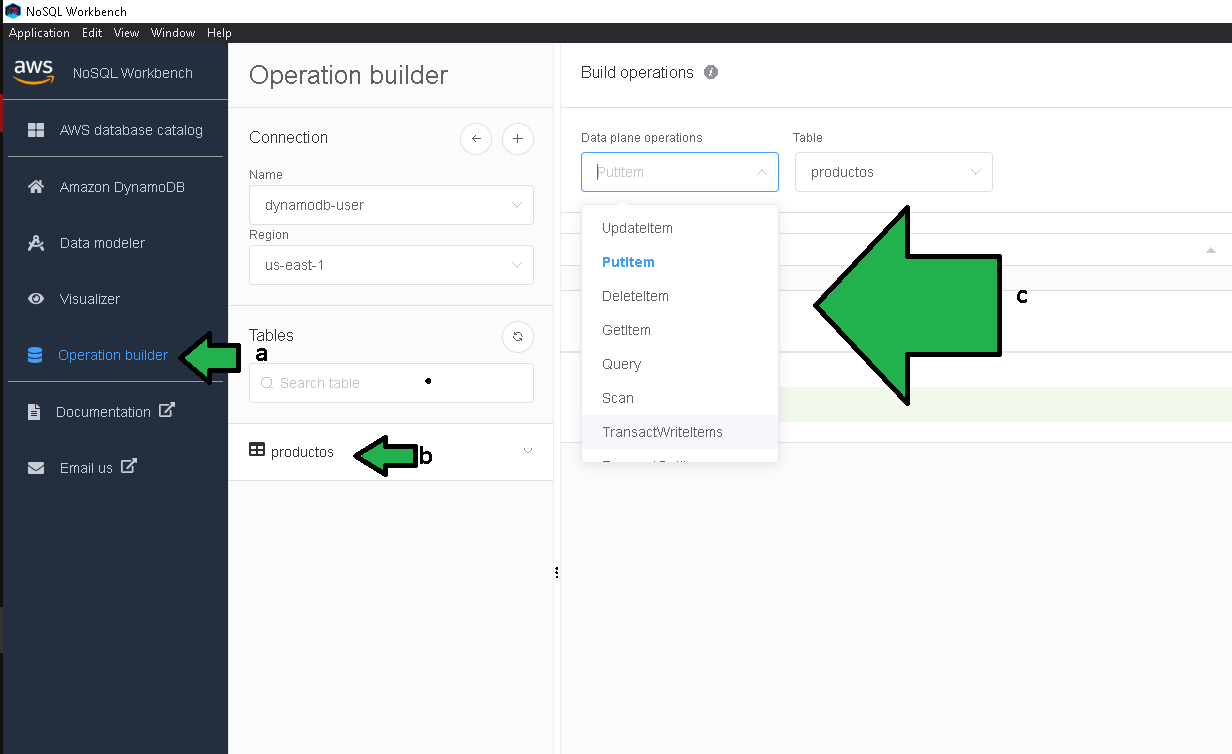 NoSQL Workbench
Application Edit View Window Help
aws NoSQL Workbench
AWS database catalog
Amazon DynamoDB
Data modeler
Visualizer
Operation builder
a
Documentation
Email us
Operation builder
Connection
Name
dynamodb-user
Region
us-east-1
Tables
Search table
productos
b
Build operations
Data plane operations
PutItem
Table
productos
UpdateItem
PutItem
DeleteItem
GetItem
Query
Scan
TransactWriteItems
c